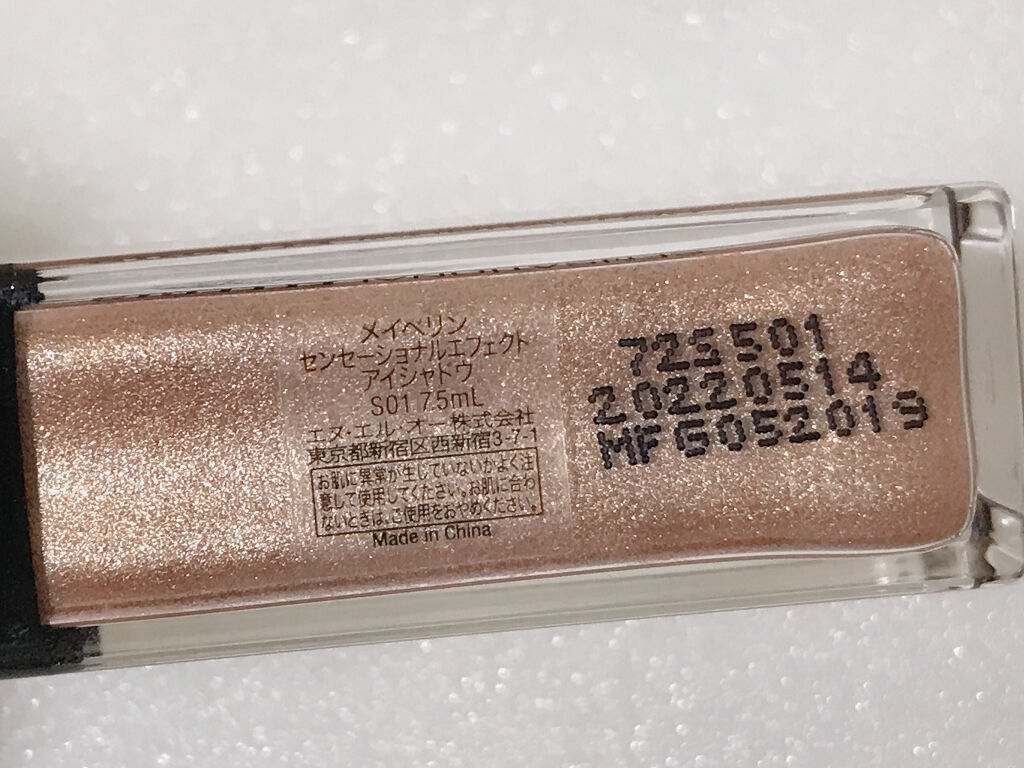 メイベリン
センセーショナルエフェクト
アイシャドウ
S01 7.5mL
エヌ・エル・オー株式会社
東京都新宿区西新宿3-7-1
お肌に異常が生じていないかよく注
意して使用してください。お肌に合わ
ないときは、ご使用をおやめください。
Made in China
72S501
20220514
MFG052019